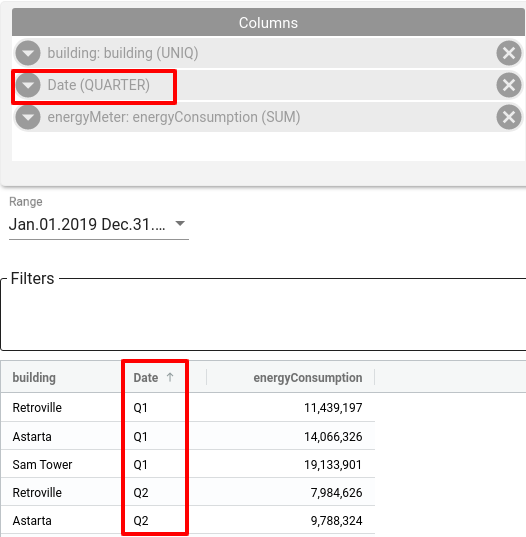 Columns
building: building (UNIQ)
Date (QUARTER)
energyMeter: energyConsumption (SUM)
Range
Jan.01.2019 Dec.31....
Filters
building Date energyConsumption
Retroville Q1 11,439,197
Astarta Q1 14,066,326
Sam Tower Q1 19,133,901
Retroville Q2 7,984,626
Astarta Q2 9,788,324